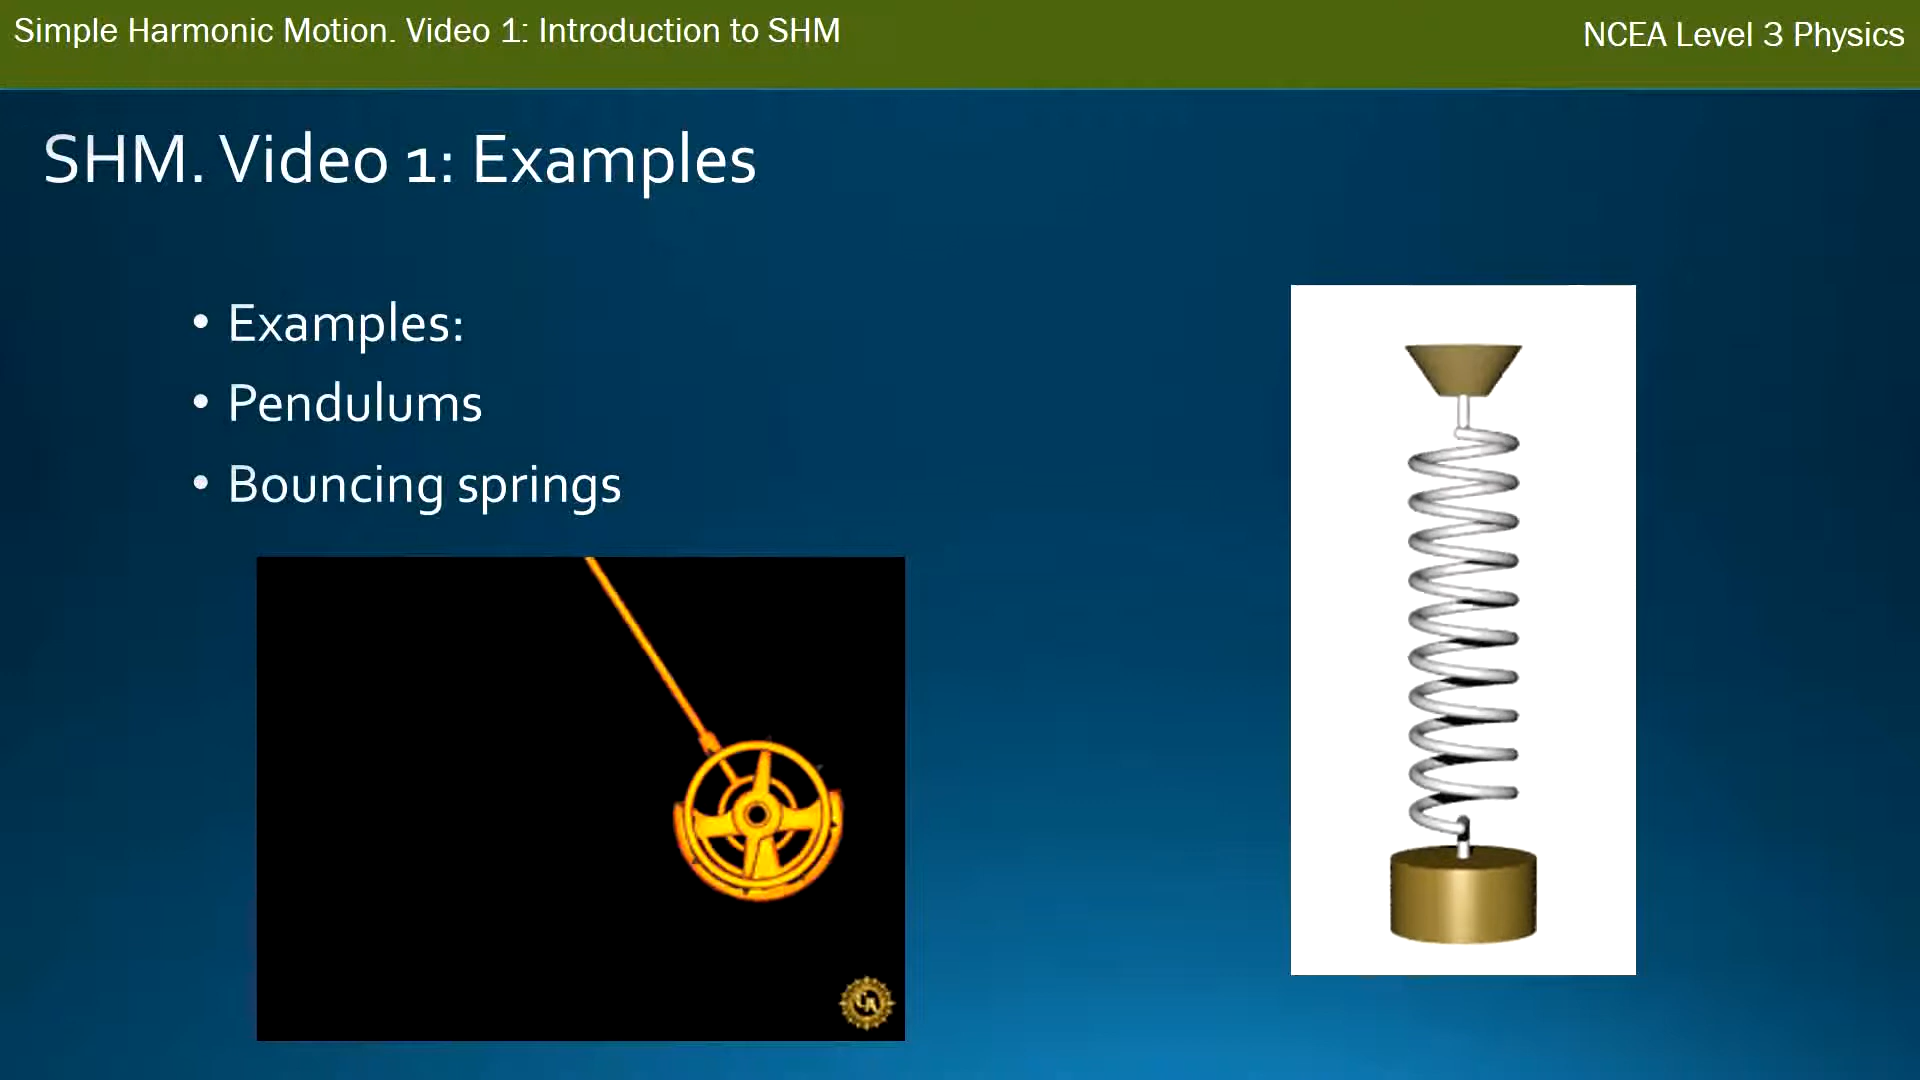 Simple Harmonic Motion. Video 1: Introduction to SHM
NCEA Level 3 Physics
SHM. Video 1: Examples
• Examples:
• Pendulums
• Bouncing springs